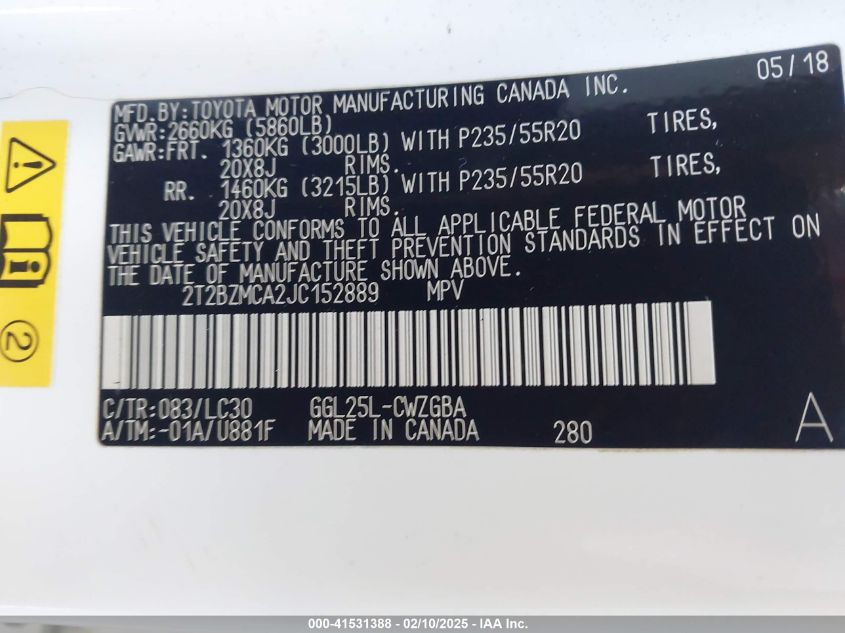 05/18
MFD.BY:TOYOTA MOTOR MANUFACTURING CANADA INC.
GVWR:2660KG (5860LB)
GAWR:FRT. 1360KG (3000LB) WITH P235/55R20 TIRES,
20X8J RIMS.
RR. 1460KG (3215LB) WITH P235/55R20 TIRES,
20X8J RIMS.
THIS VEHICLE CONFORMS TO ALL APPLICABLE FEDERAL MOTOR
VEHICLE SAFETY AND THEFT PREVENTION STANDARDS IN EFFECT ON
THE DATE OF MANUFACTURE SHOWN ABOVE.
2T2BZMCA2JC152889 MPV
C/TR:083/LC30 GGL25L-CWZGBA
A/TM:-01A/U881F MADE IN CANADA 280 A
2
000-41531388 - 02/10/2025 - IAA Inc.